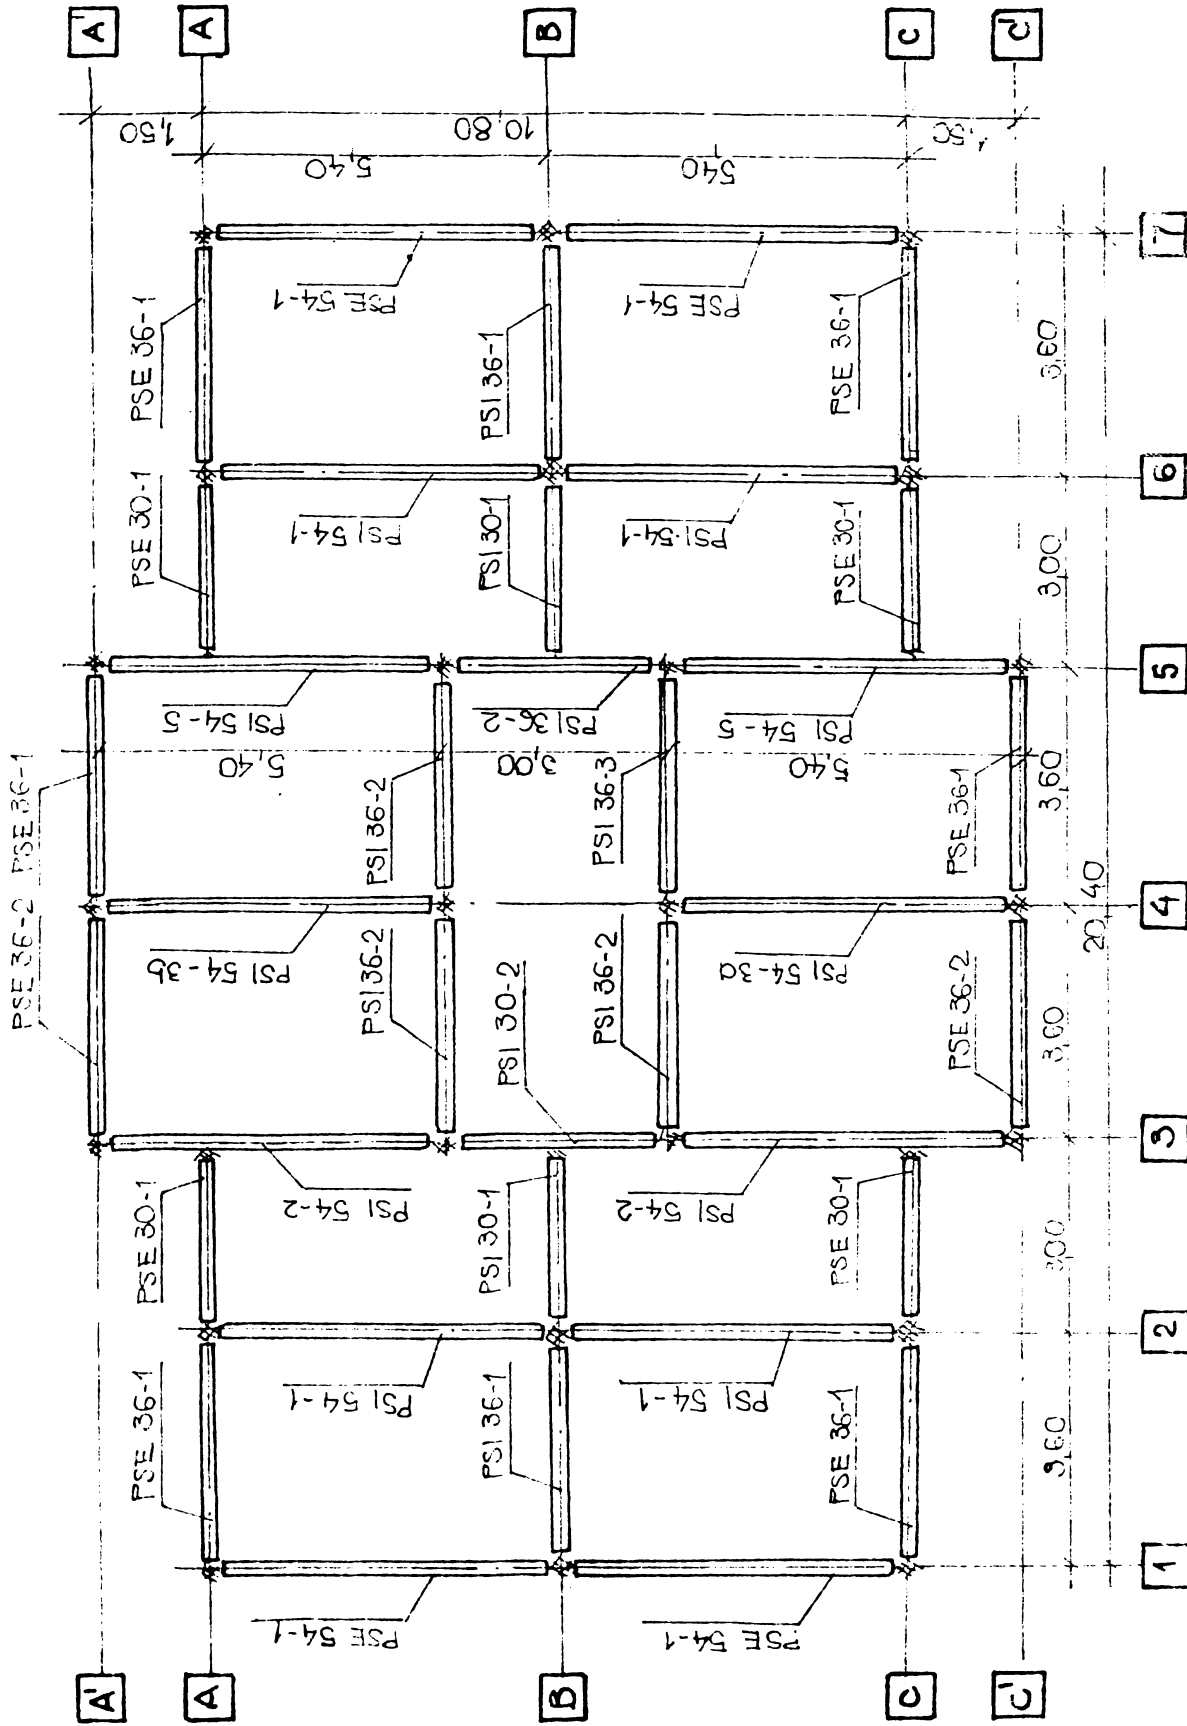 A'
A
B
C
C'
1,50
10,80
1,50
5,40
5,40
PSE 54-1
PSE 54-1
PSE 36-1
PSI 36-1
PSE 36-1
3,60
7
PSE 30-1
PSI 54-1
PSI 30-1
PSI-54-1
PSE 30-1
3,00
6
5
PSI 54-5
PSI 36-2
PSI 54-5
5,40
3,00
5,40
PSE 36-2 PSE 36-1
PSI 36-2
PSI 36-3
PSE 36-1
3,60
20,40
4
PSI 54-3b
PSI 36-2
PSI 30-2
PSI 36-2
PSI 54-3a
PSE 36-2
3,60
3
PSE 30-1
PSI 54-2
PSI 30-1
PSI 54-2
PSE 30-1
3,00
2
PSE 36-1
PSI 54-1
PSI 36-1
PSI 54-1
PSE 36-1
3,60
1
PSE 54-1
PSE 54-1
A'
A
B
C
C'